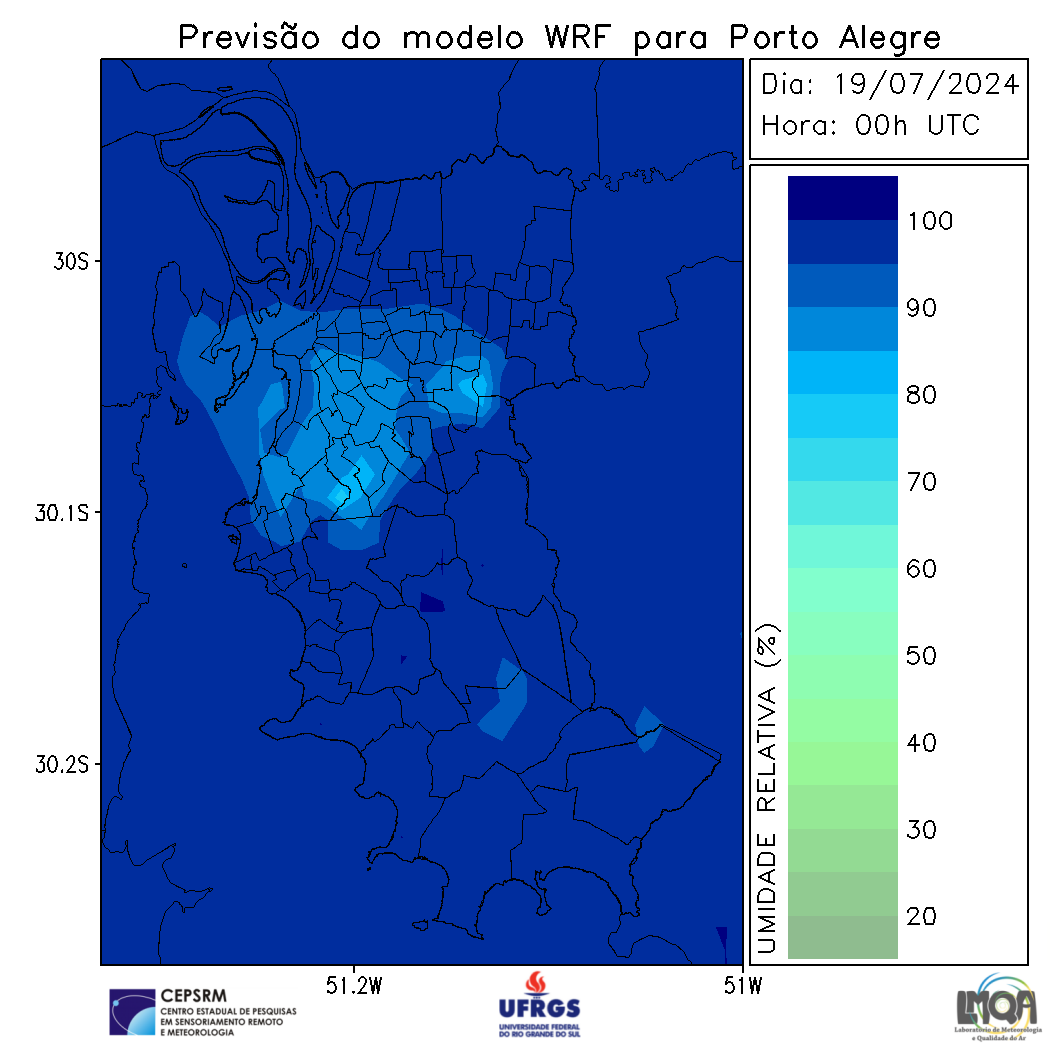 Previsão do modelo WRF para Porto Alegre
Dia: 19/07/2024
Hora: 00h UTC
30S
30.1S
30.2S
51.2W
51W
UMIDADE RELATIVA (%)
100
90
80
70
60
50
40
30
20
CEPSRM
CENTRO ESTADUAL DE PESQUISAS
EM SENSORIAMENTO REMOTO
E METEOROLOGIA
UFRGS
UNIVERSIDADE FEDERAL
DO RIO GRANDE DO SUL
LMQA
Laboratório de Meteorologia
e Qualidade do Ar